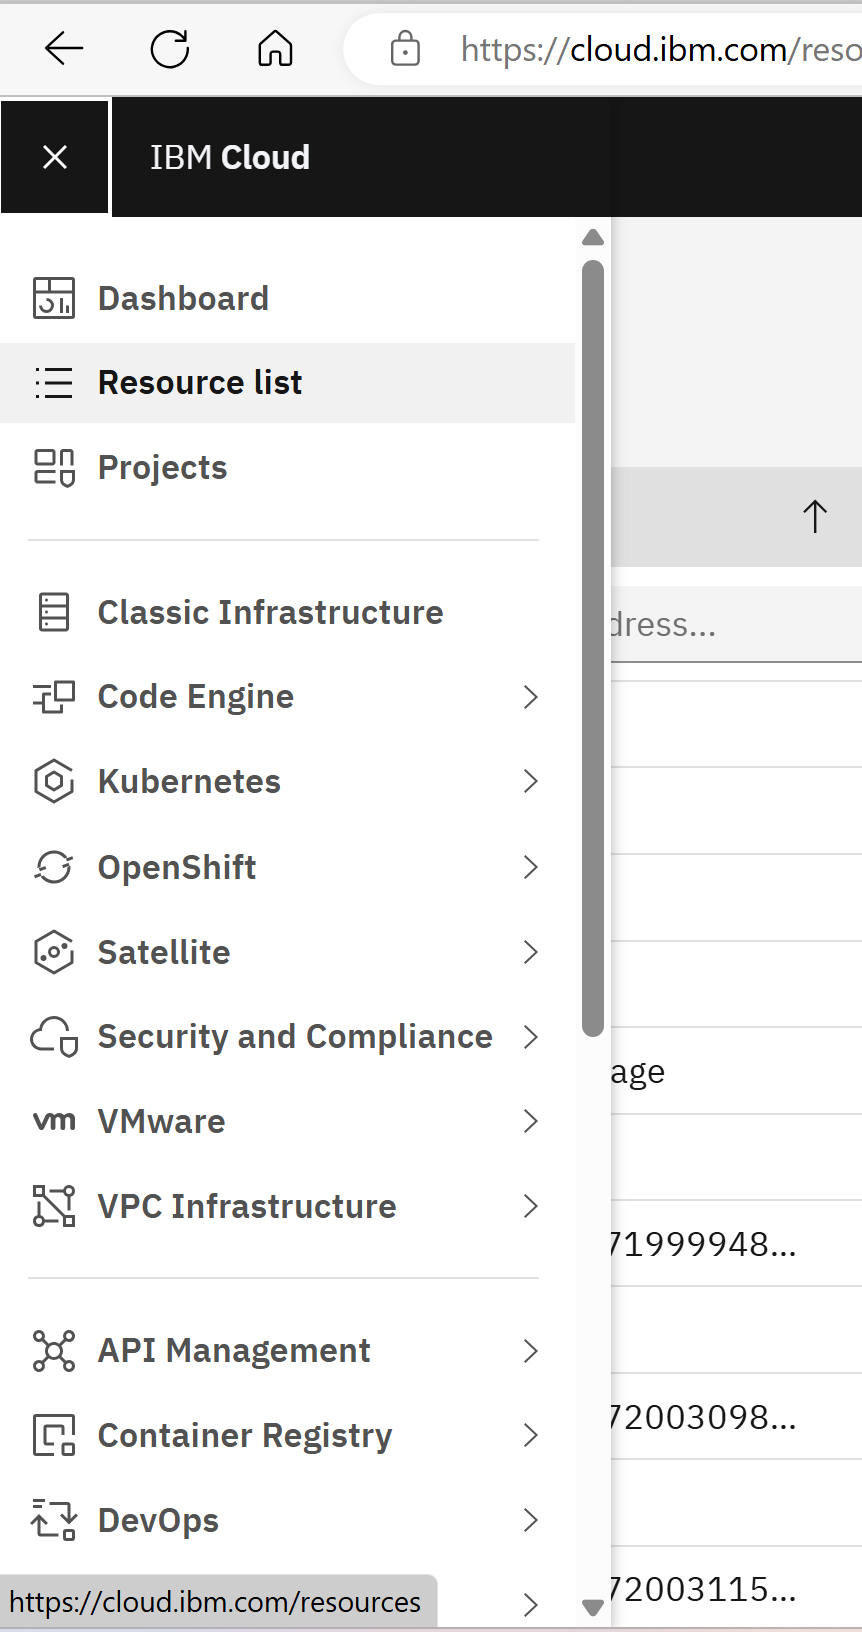 https://cloud.ibm.com/reso
IBM Cloud
Dashboard
Resource list
Projects
Classic Infrastructure
dress...
Code Engine
Kubernetes
OpenShift
Satellite
Security and Compliance
age
vm VMware
VPC Infrastructure
71999948...
API Management
Container Registry
72003098...
DevOps
https://cloud.ibm.com/resources
72003115...